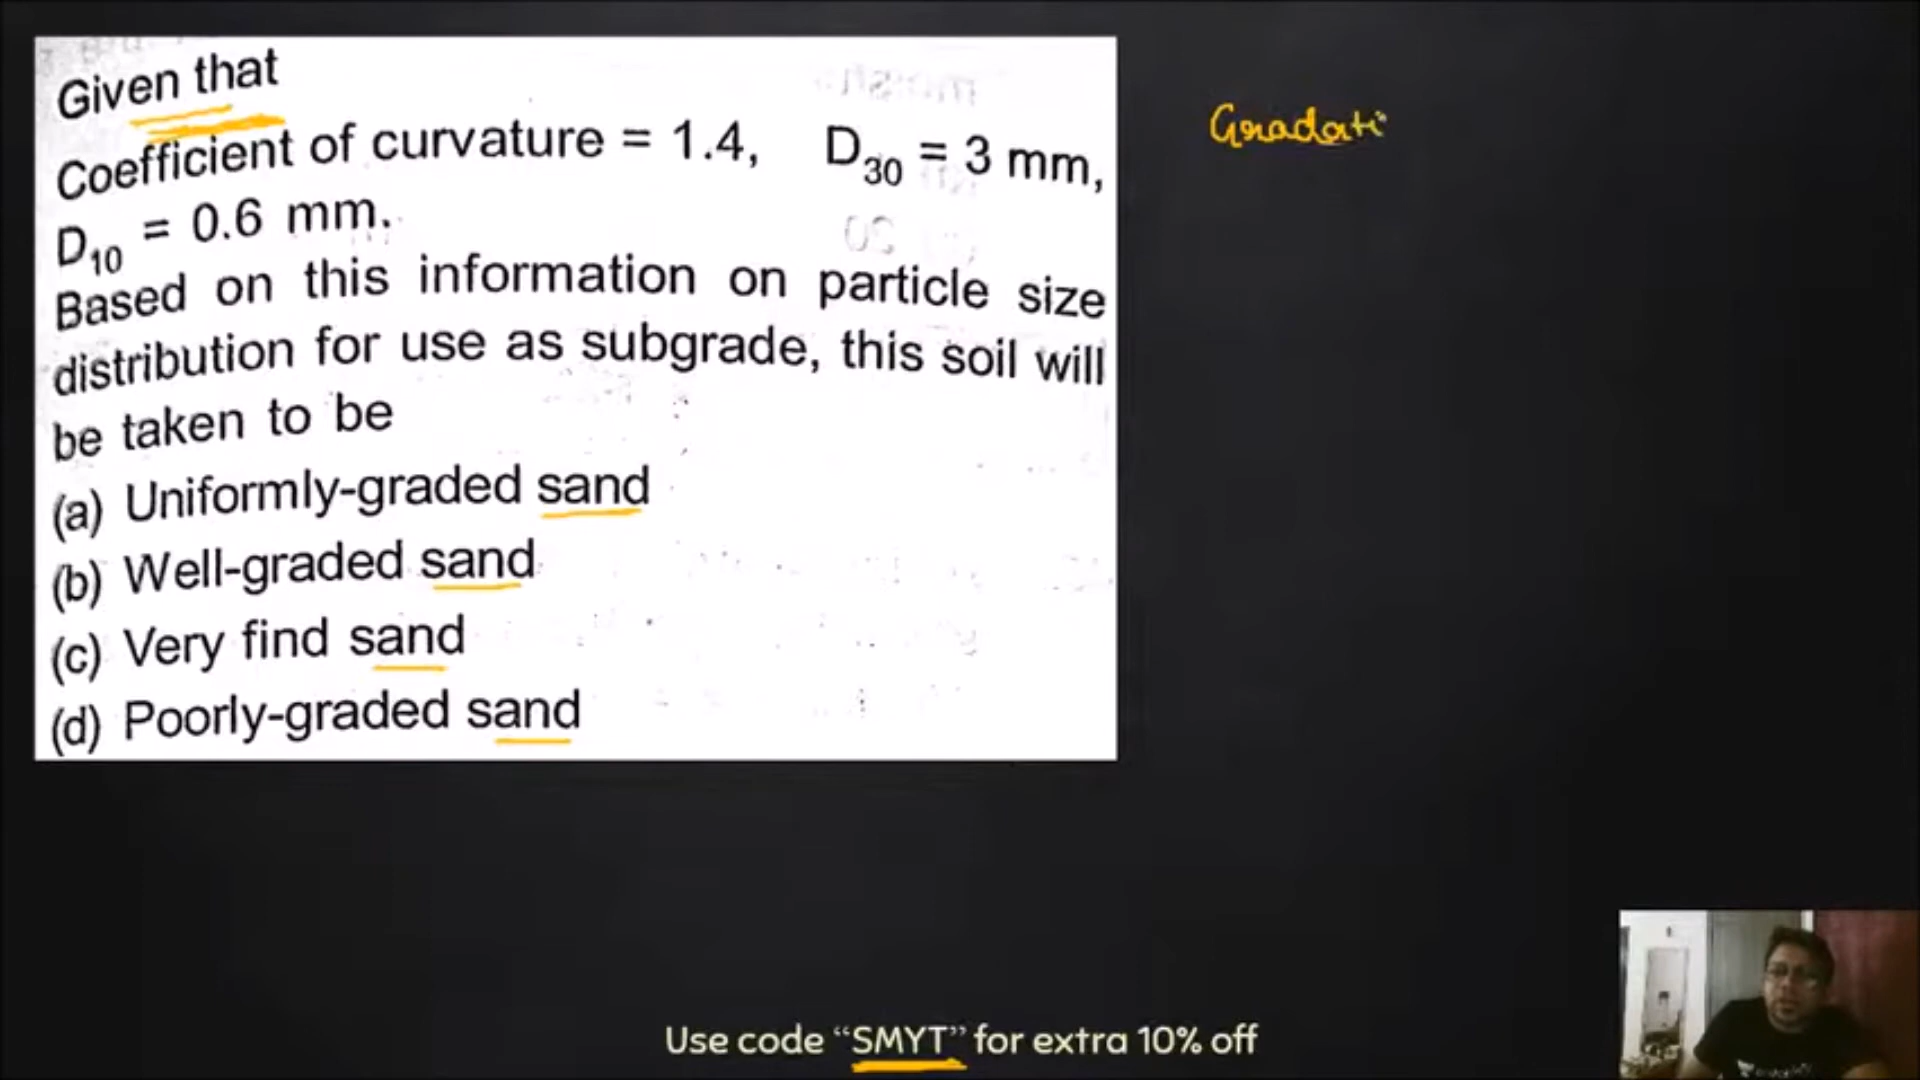 Given that
Coefficient of curvature = 1.4, D30 = 3 mm,
D10 = 0.6 mm.
Based on this information on particle size
distribution for use as subgrade, this soil will
be taken to be
(a) Uniformly-graded sand
(b) Well-graded sand
(c) Very find sand
(d) Poorly-graded sand
Gradati
Use code “SMYT” for extra 10% off